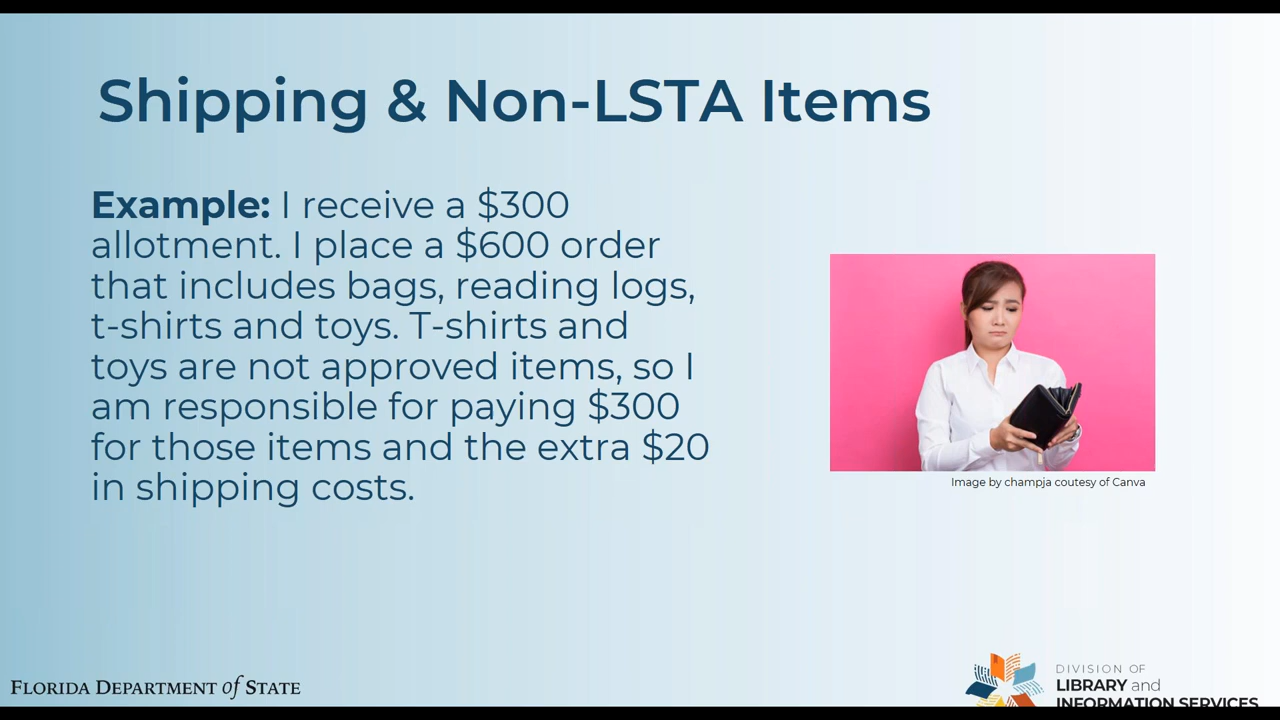 Shipping & Non-LSTA Items
Example: I receive a $300
allotment. I place a $600 order
that includes bags, reading logs,
t-shirts and toys. T-shirts and
toys are not approved items, so I
am responsible for paying $300
for those items and the extra $20
in shipping costs.
Image by champja coutesy of Canva
FLORIDA DEPARTMENT of STATE
DIVISION OF
LIBRARY and
INFORMATION SERVICES